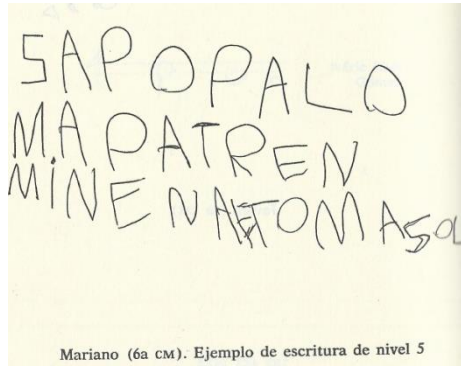 SAPOPALO
MAPATREN
MiNENA TOMASOL
Mariano (6a CM). Ejemplo de escritura de nivel 5